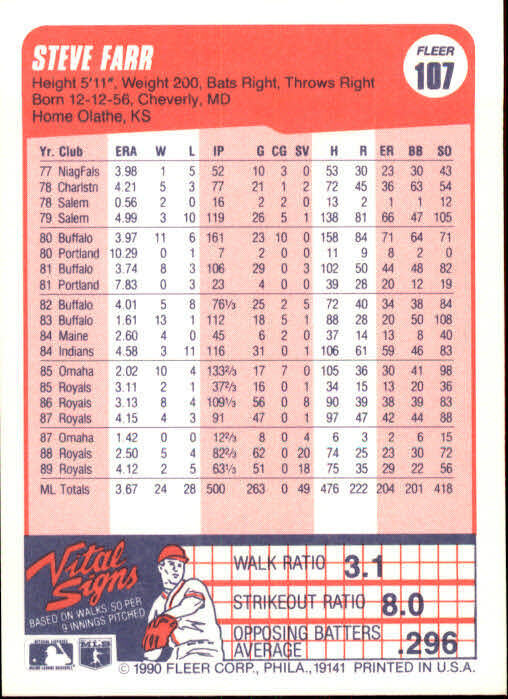 STEVE FARR
FLEER
107
Height 5'11", Weight 200, Bats Right, Throws Right
Born 12-12-56, Cheverly, MD
Home Olathe, KS
Yr. Club ERA W L IP G CG SV H R ER BB SO
77 NiagFals 3.98 1 5 52 10 3 0 53 30 23 30 43
78 Charlstn 4.21 5 3 77 21 1 2 72 45 36 63 54
78 Salem 0.56 2 0 16 2 2 0 13 2 1 1 12
79 Salem 4.99 3 10 119 26 5 1 138 81 66 47 105
80 Buffalo 3.97 11 6 161 23 10 0 158 84 71 64 71
80 Portland 10.29 0 1 7 2 0 0 11 9 8 2 0
81 Buffalo 3.74 8 3 106 29 0 3 102 50 44 48 82
81 Portland 7.83 0 3 23 4 0 0 39 28 20 12 19
82 Buffalo 4.01 5 8 76⅓ 25 2 5 72 40 34 38 84
83 Buffalo 1.61 13 1 112 18 5 1 88 28 20 50 108
84 Maine 2.60 4 0 45 6 2 0 37 14 13 8 40
84 Indians 4.58 3 11 116 31 0 1 106 61 59 46 83
85 Omaha 2.02 10 4 133⅔ 17 7 0 105 36 30 41 98
85 Royals 3.11 2 1 37⅔ 16 0 1 34 15 13 20 36
86 Royals 3.13 8 4 109⅓ 56 0 8 90 39 38 39 83
87 Royals 4.15 4 3 91 47 0 1 97 47 42 44 88
87 Omaha 1.42 0 0 12⅔ 8 0 4 6 3 2 6 15
88 Royals 2.50 5 4 82⅔ 62 0 20 74 25 23 30 72
89 Royals 4.12 2 5 63⅓ 51 0 18 75 35 29 22 56
ML Totals 3.67 24 28 500 263 0 49 476 222 204 201 418
Vital Signs
BASED ON WALKS, SO PER
9 INNINGS PITCHED
WALK RATIO 3.1
STRIKEOUT RATIO 8.0
OPPOSING BATTERS
AVERAGE .296
MLB
© 1990 FLEER CORP., PHILA., 19141 PRINTED IN U.S.A.